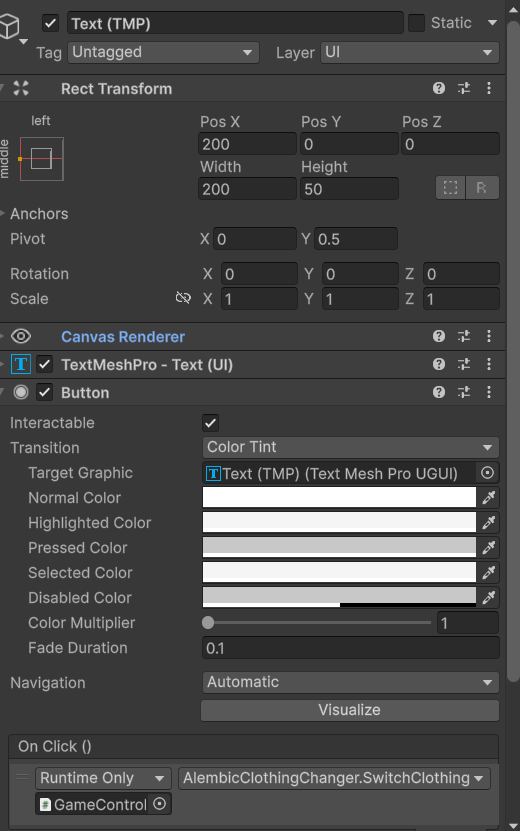 Text (TMP) Static
Tag Untagged Layer UI
Rect Transform
left
middle
Pos X Pos Y Pos Z
200 0 0
Width Height
200 50
R
Anchors
Pivot X 0 Y 0.5
Rotation X 0 Y 0 Z 0
Scale X 1 Y 1 Z 1
Canvas Renderer
T TextMeshPro - Text (UI)
Button
Interactable
Transition Color Tint
Target Graphic T Text (TMP) (Text Mesh Pro UGUI)
Normal Color
Highlighted Color
Pressed Color
Selected Color
Disabled Color
Color Multiplier 1
Fade Duration 0.1
Navigation Automatic
Visualize
On Click ()
Runtime Only AlembicClothingChanger.SwitchClothing
# GameControl